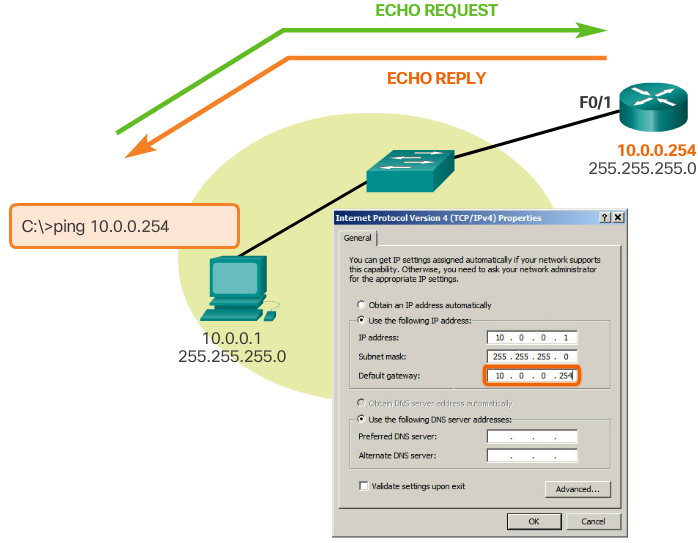 ECHO REQUEST
ECHO REPLY
F0/1
10.0.0.254
255.255.255.0
C:\>ping 10.0.0.254
10.0.0.1
255.255.255.0
Internet Protocol Version 4 (TCP/IPv4) Properties
General
You can get IP settings assigned automatically if your network supports
this capability. Otherwise, you need to ask your network administrator
for the appropriate IP settings.
Obtain an IP address automatically
Use the following IP address:
IP address: 10 . 0 . 0 . 1
Subnet mask: 255 . 255 . 255 . 0
Default gateway: 10 . 0 . 0 . 254
Obtain DNS server address automatically
Use the following DNS server addresses:
Preferred DNS server: . . .
Alternate DNS server: . . .
Validate settings upon exit
Advanced...
OK Cancel